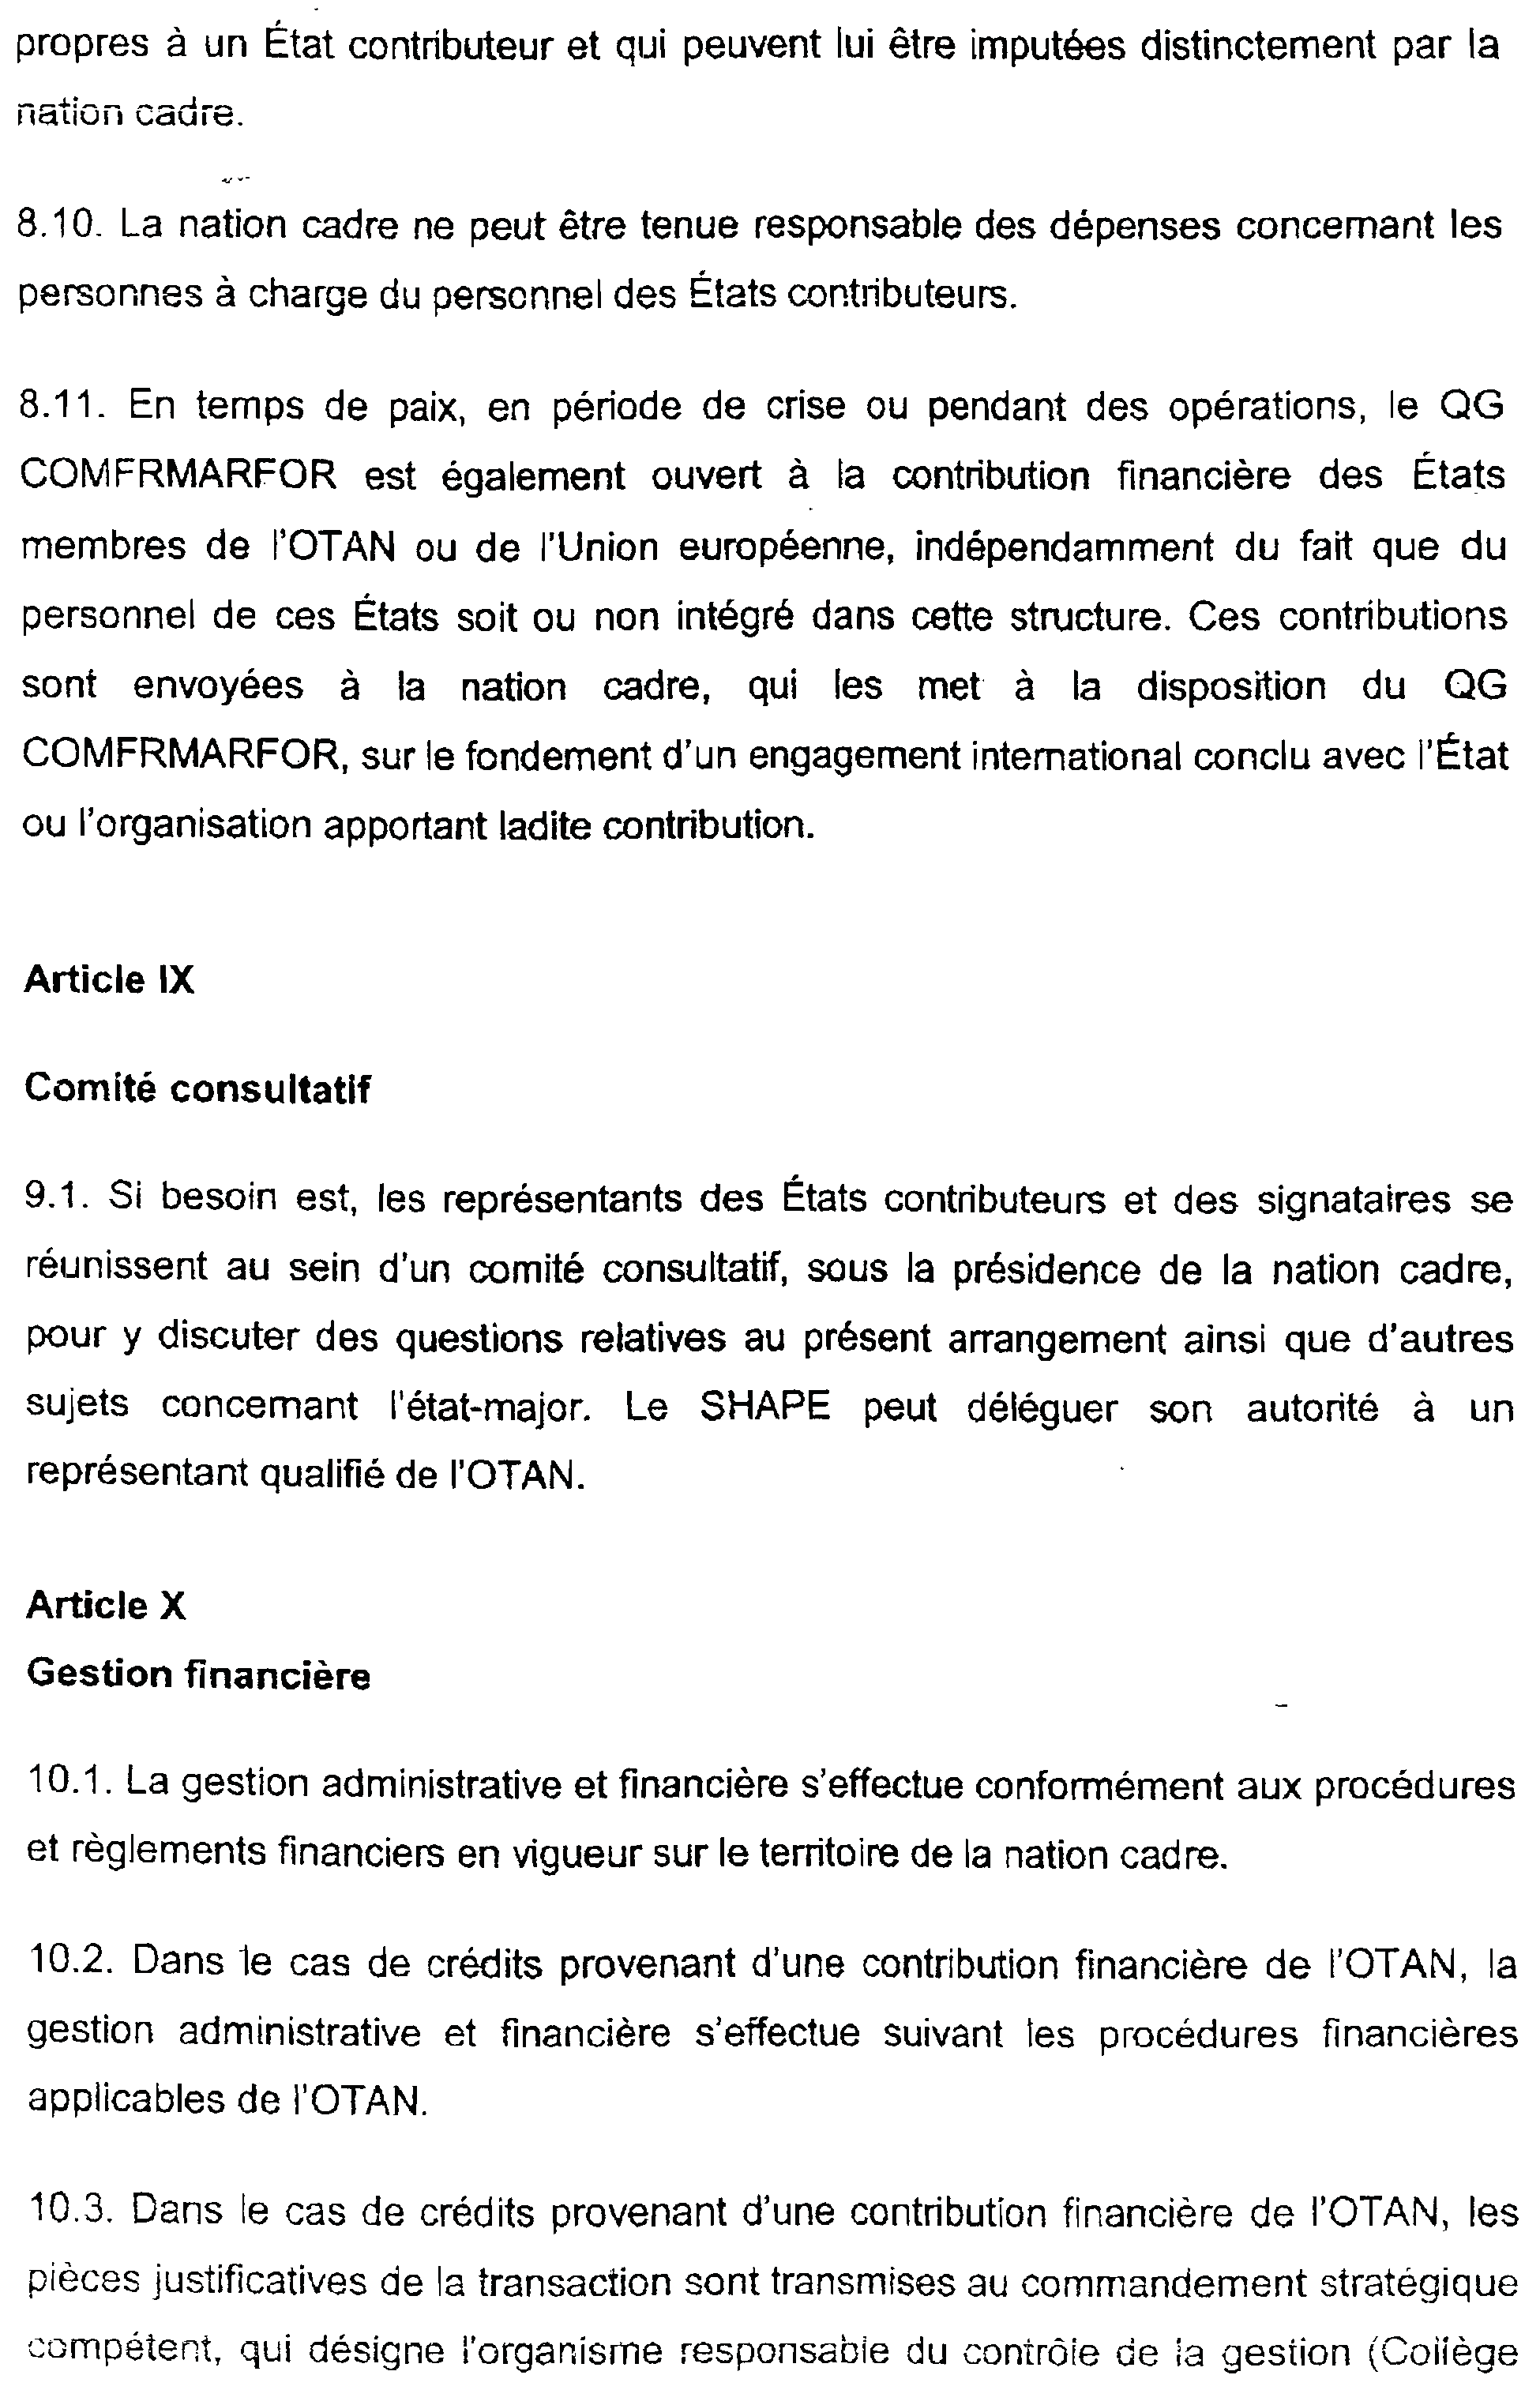 propres à un État contributeur et qui peuvent lui être imputées distinctement par la
nation cadre.
8.10. La nation cadre ne peut être tenue responsable des dépenses concernant les
personnes à charge du personnel des États contributeurs.
8.11. En temps de paix, en période de crise ou pendant des opérations, le QG
COMFRMARFOR est également ouvert à la contribution financière des États
membres de l'OTAN ou de l'Union européenne, indépendamment du fait que du
personnel de ces États soit ou non intégré dans cette structure. Ces contributions
sont envoyées à la nation cadre, qui les met à la disposition du QG
COMFRMARFOR, sur le fondement d'un engagement international conclu avec l'État
ou l'organisation apportant ladite contribution.
Article IX
Comité consultatif
9.1. Si besoin est, les représentants des États contributeurs et des signataires se
réunissent au sein d'un comité consultatif, sous la présidence de la nation cadre,
pour y discuter des questions relatives au présent arrangement ainsi que d'autres
sujets concernant l'état-major. Le SHAPE peut déléguer son autorité à un
représentant qualifié de l'OTAN.
Article X
Gestion financière
10.1. La gestion administrative et financière s'effectue conformément aux procédures
et règlements financiers en vigueur sur le territoire de la nation cadre.
10.2. Dans le cas de crédits provenant d'une contribution financière de l'OTAN, la
gestion administrative et financière s'effectue suivant les procédures financières
applicables de l'OTAN.
10.3. Dans le cas de crédits provenant d'une contribution financière de l'OTAN, les
pièces justificatives de la transaction sont transmises au commandement stratégique
compétent, qui désigne l'organisme responsable du contrôle de la gestion (Collège